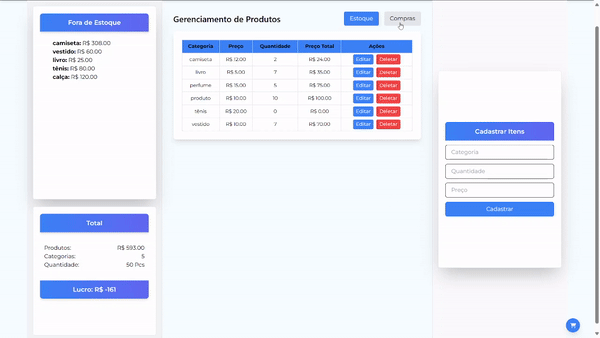 Fora de Estoque
camiseta: R$ 308.00
vestido: R$ 60.00
livro: R$ 25.00
tênis: R$ 80.00
calça: R$ 120.00
Total
Produtos: R$ 593.00
Categorias: 5
Quantidade: 50 Pcs
Lucro: R$ -161
Gerenciamento de Produtos
Estoque
Compras
Categoria Preço Quantidade Preço Total Ações
camiseta R$ 12.00 2 R$ 24.00 Editar Deletar
livro R$ 5.00 7 R$ 35.00 Editar Deletar
perfume R$ 15.00 5 R$ 75.00 Editar Deletar
produto R$ 10.00 10 R$ 100.00 Editar Deletar
tênis R$ 20.00 0 R$ 0.00 Editar Deletar
vestido R$ 10.00 7 R$ 70.00 Editar Deletar
Cadastrar Itens
Categoria
Quantidade
Preço
Cadastrar